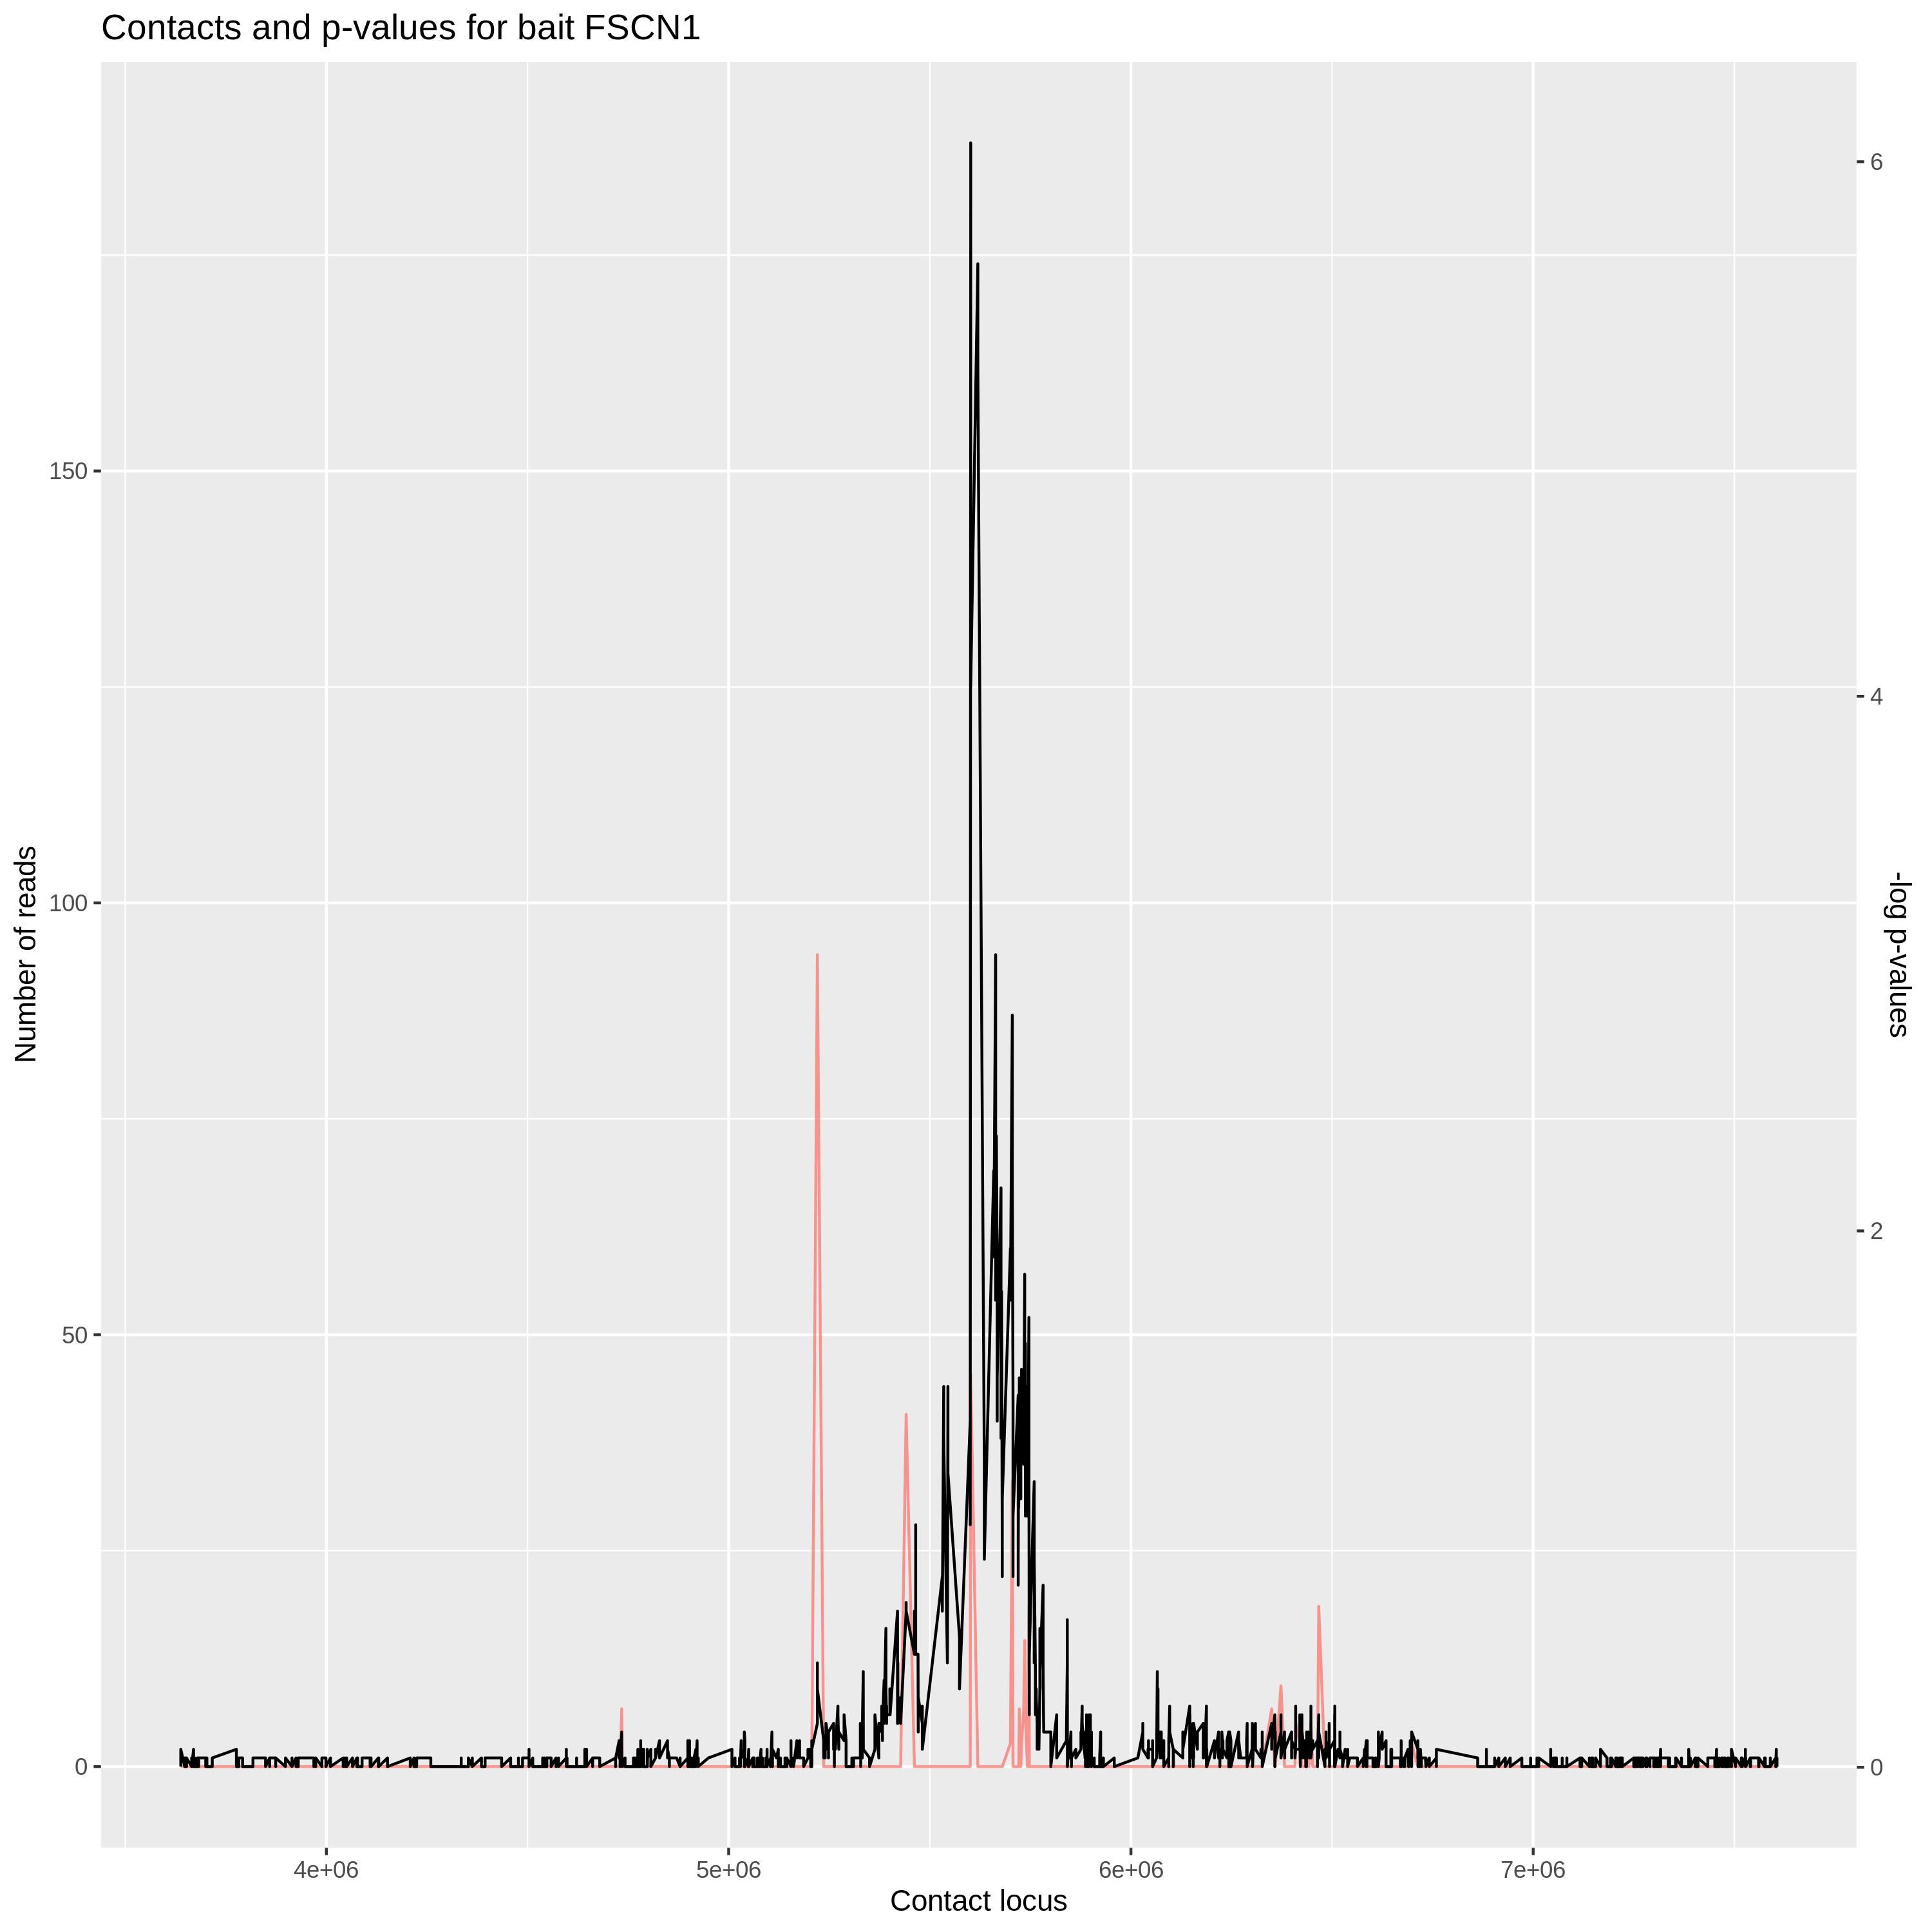 Contacts and p-values for bait FSCN1
Number of reads
150
100
50
0
6
4
2
0
-log p-values
4e+06
5e+06
6e+06
7e+06
Contact locus